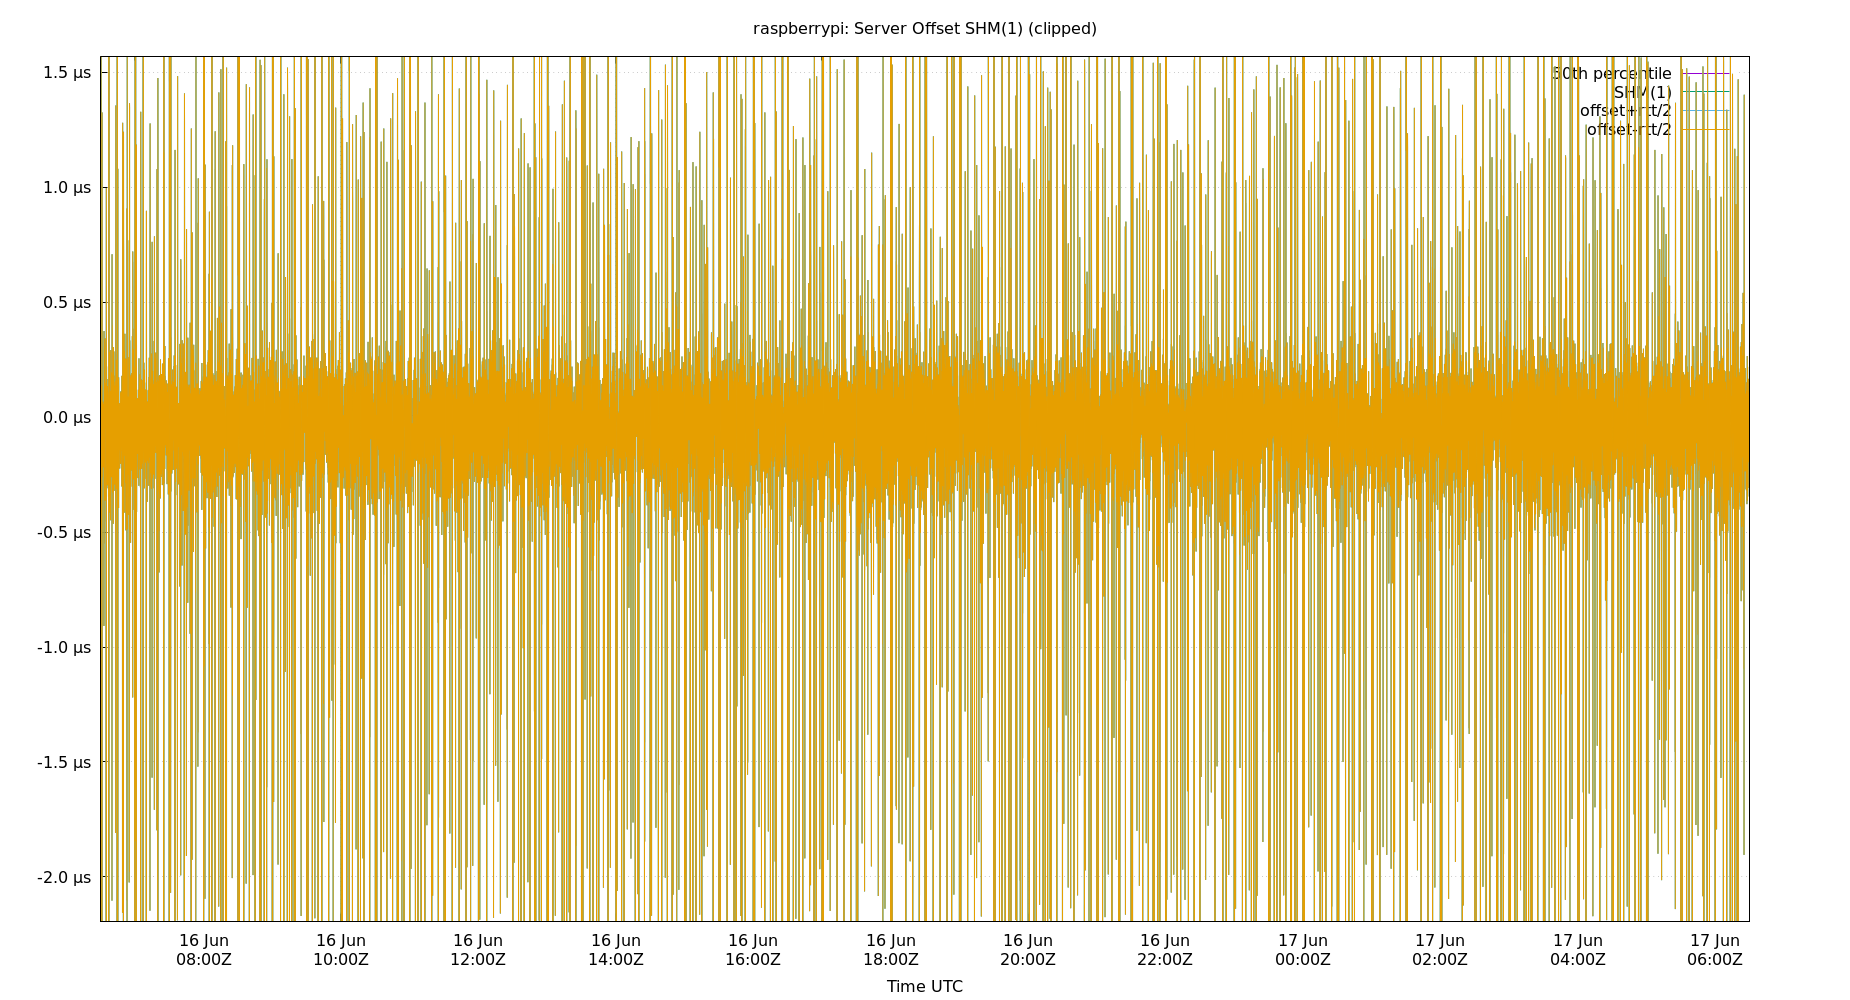 raspberrypi: Server Offset SHM(1) (clipped)
1.5 μs
1.0 μs
0.5 μs
0.0 μs
-0.5 μs
-1.0 μs
-1.5 μs
-2.0 μs
50th percentile
SHM(1)
offset+rtt/2
offset-rtt/2
16 Jun 16 Jun 16 Jun 16 Jun 16 Jun 16 Jun 16 Jun 16 Jun 17 Jun 17 Jun 17 Jun 17 Jun
08:00Z 10:00Z 12:00Z 14:00Z 16:00Z 18:00Z 20:00Z 22:00Z 00:00Z 02:00Z 04:00Z 06:00Z
Time UTC